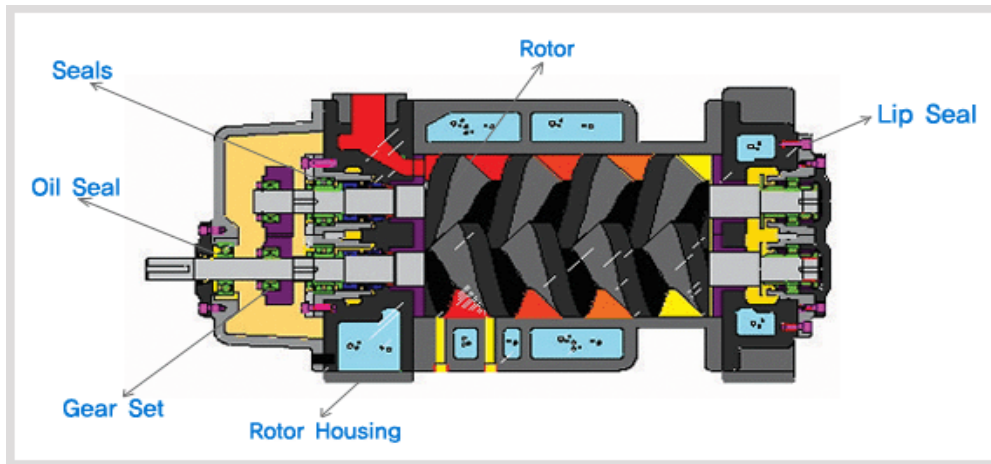 Rotor
Seals
Lip Seal
Oil Seal
Gear Set
Rotor Housing